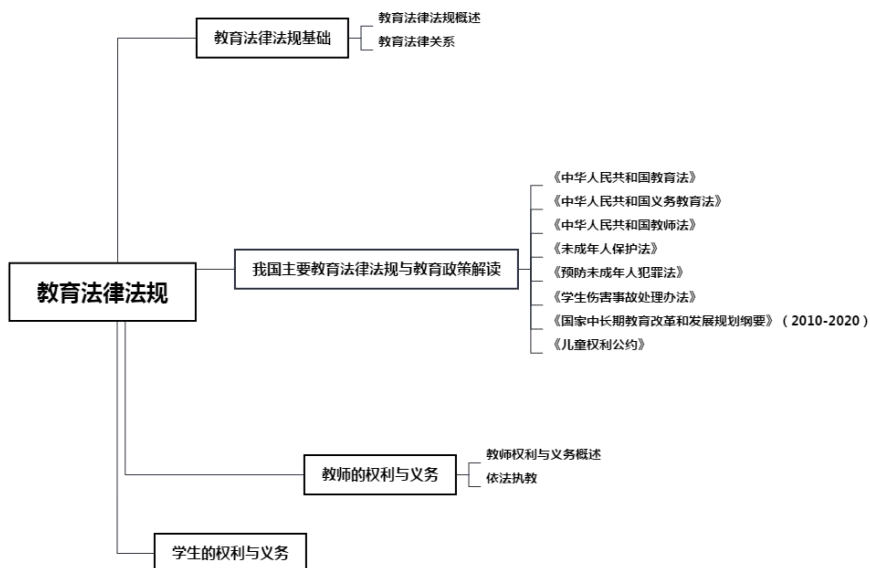 教育法律法规
教育法律法规基础
教育法律法规概述
教育法律关系
我国主要教育法律法规与教育政策解读
《中华人民共和国教育法》
《中华人民共和国义务教育法》
《中华人民共和国教师法》
《未成年人保护法》
《预防未成年人犯罪法》
《学生伤害事故处理办法》
《国家中长期教育改革和发展规划纲要》（2010-2020）
《儿童权利公约》
教师的权利与义务
教师权利与义务概述
依法执教
学生的权利与义务